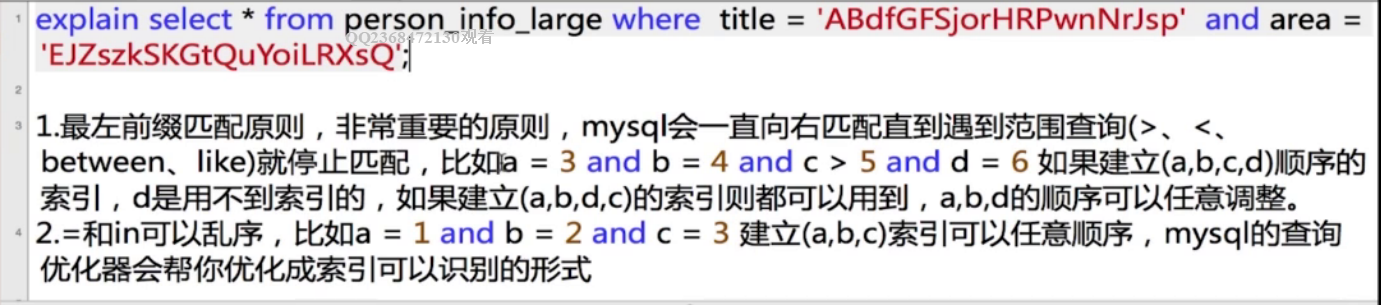 1 explain select * from person_info_large where title = 'ABdfGFSjorHRPwnNrJsp' and area =
'EJZszkSKGtQuYoiLRXsQ';
QQ2368472130观看
2
3 1.最左前缀匹配原则，非常重要的原则，mysql会一直向右匹配直到遇到范围查询(>、<、
between、like)就停止匹配，比如a = 3 and b = 4 and c > 5 and d = 6 如果建立(a,b,c,d)顺序的
索引，d是用不到索引的，如果建立(a,b,d,c)的索引则都可以用到，a,b,d的顺序可以任意调整。
4 2.=和in可以乱序，比如a = 1 and b = 2 and c = 3 建立(a,b,c)索引可以任意顺序，mysql的查询
优化器会帮你优化成索引可以识别的形式